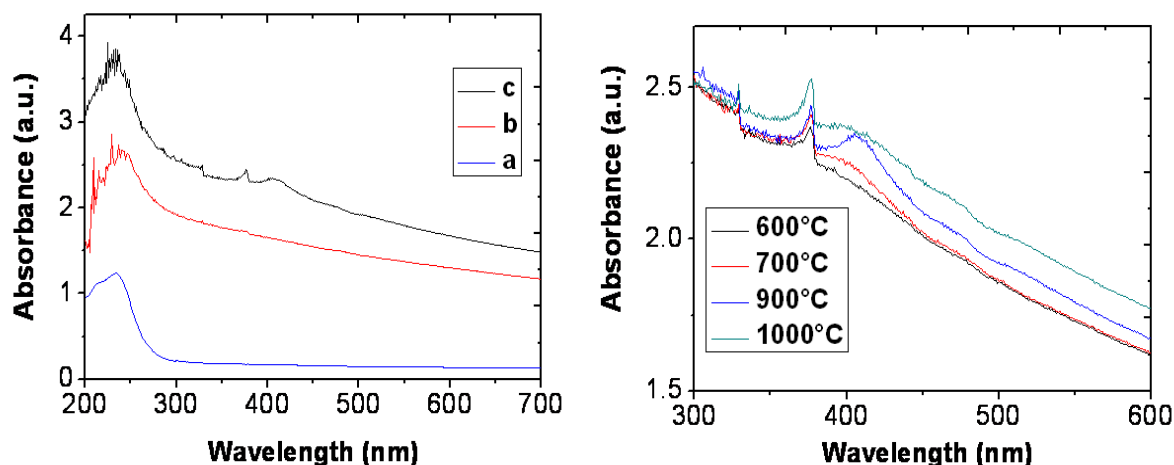 4
3
2
1
0
Absorbance (a.u.)
c
b
a
200 300 400 500 600 700
Wavelength (nm)
2.5
2.0
1.5
Absorbance (a.u.)
600°C
700°C
900°C
1000°C
300 400 500 600
Wavelength (nm)